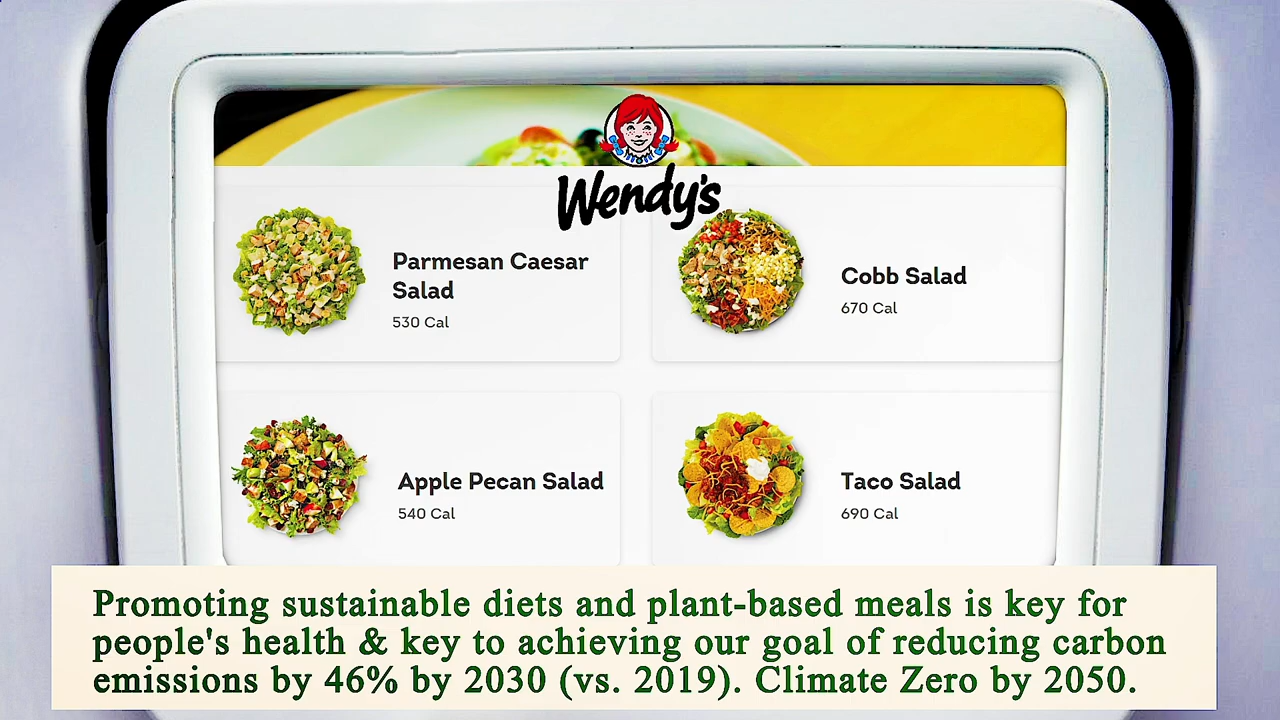 Wendy's
Parmesan Caesar
Salad
530 Cal
Cobb Salad
670 Cal
Apple Pecan Salad
540 Cal
Taco Salad
690 Cal
Promoting sustainable diets and plant-based meals is key for
people's health & key to achieving our goal of reducing carbon
emissions by 46% by 2030 (vs. 2019). Climate Zero by 2050.